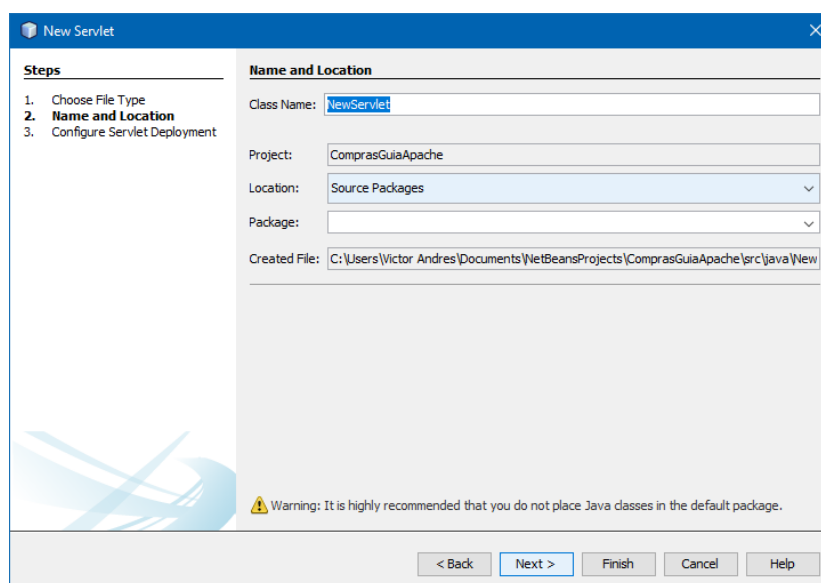 New Servlet
Steps
1. Choose File Type
2. Name and Location
3. Configure Servlet Deployment
Name and Location
Class Name: NewServlet
Project: ComprasGuiaApache
Location: Source Packages
Package:
Created File: C:\Users\Victor Andres\Documents\NetBeansProjects\ComprasGuiaApache\src\java\New
Warning: It is highly recommended that you do not place Java classes in the default package.
< Back Next > Finish Cancel Help